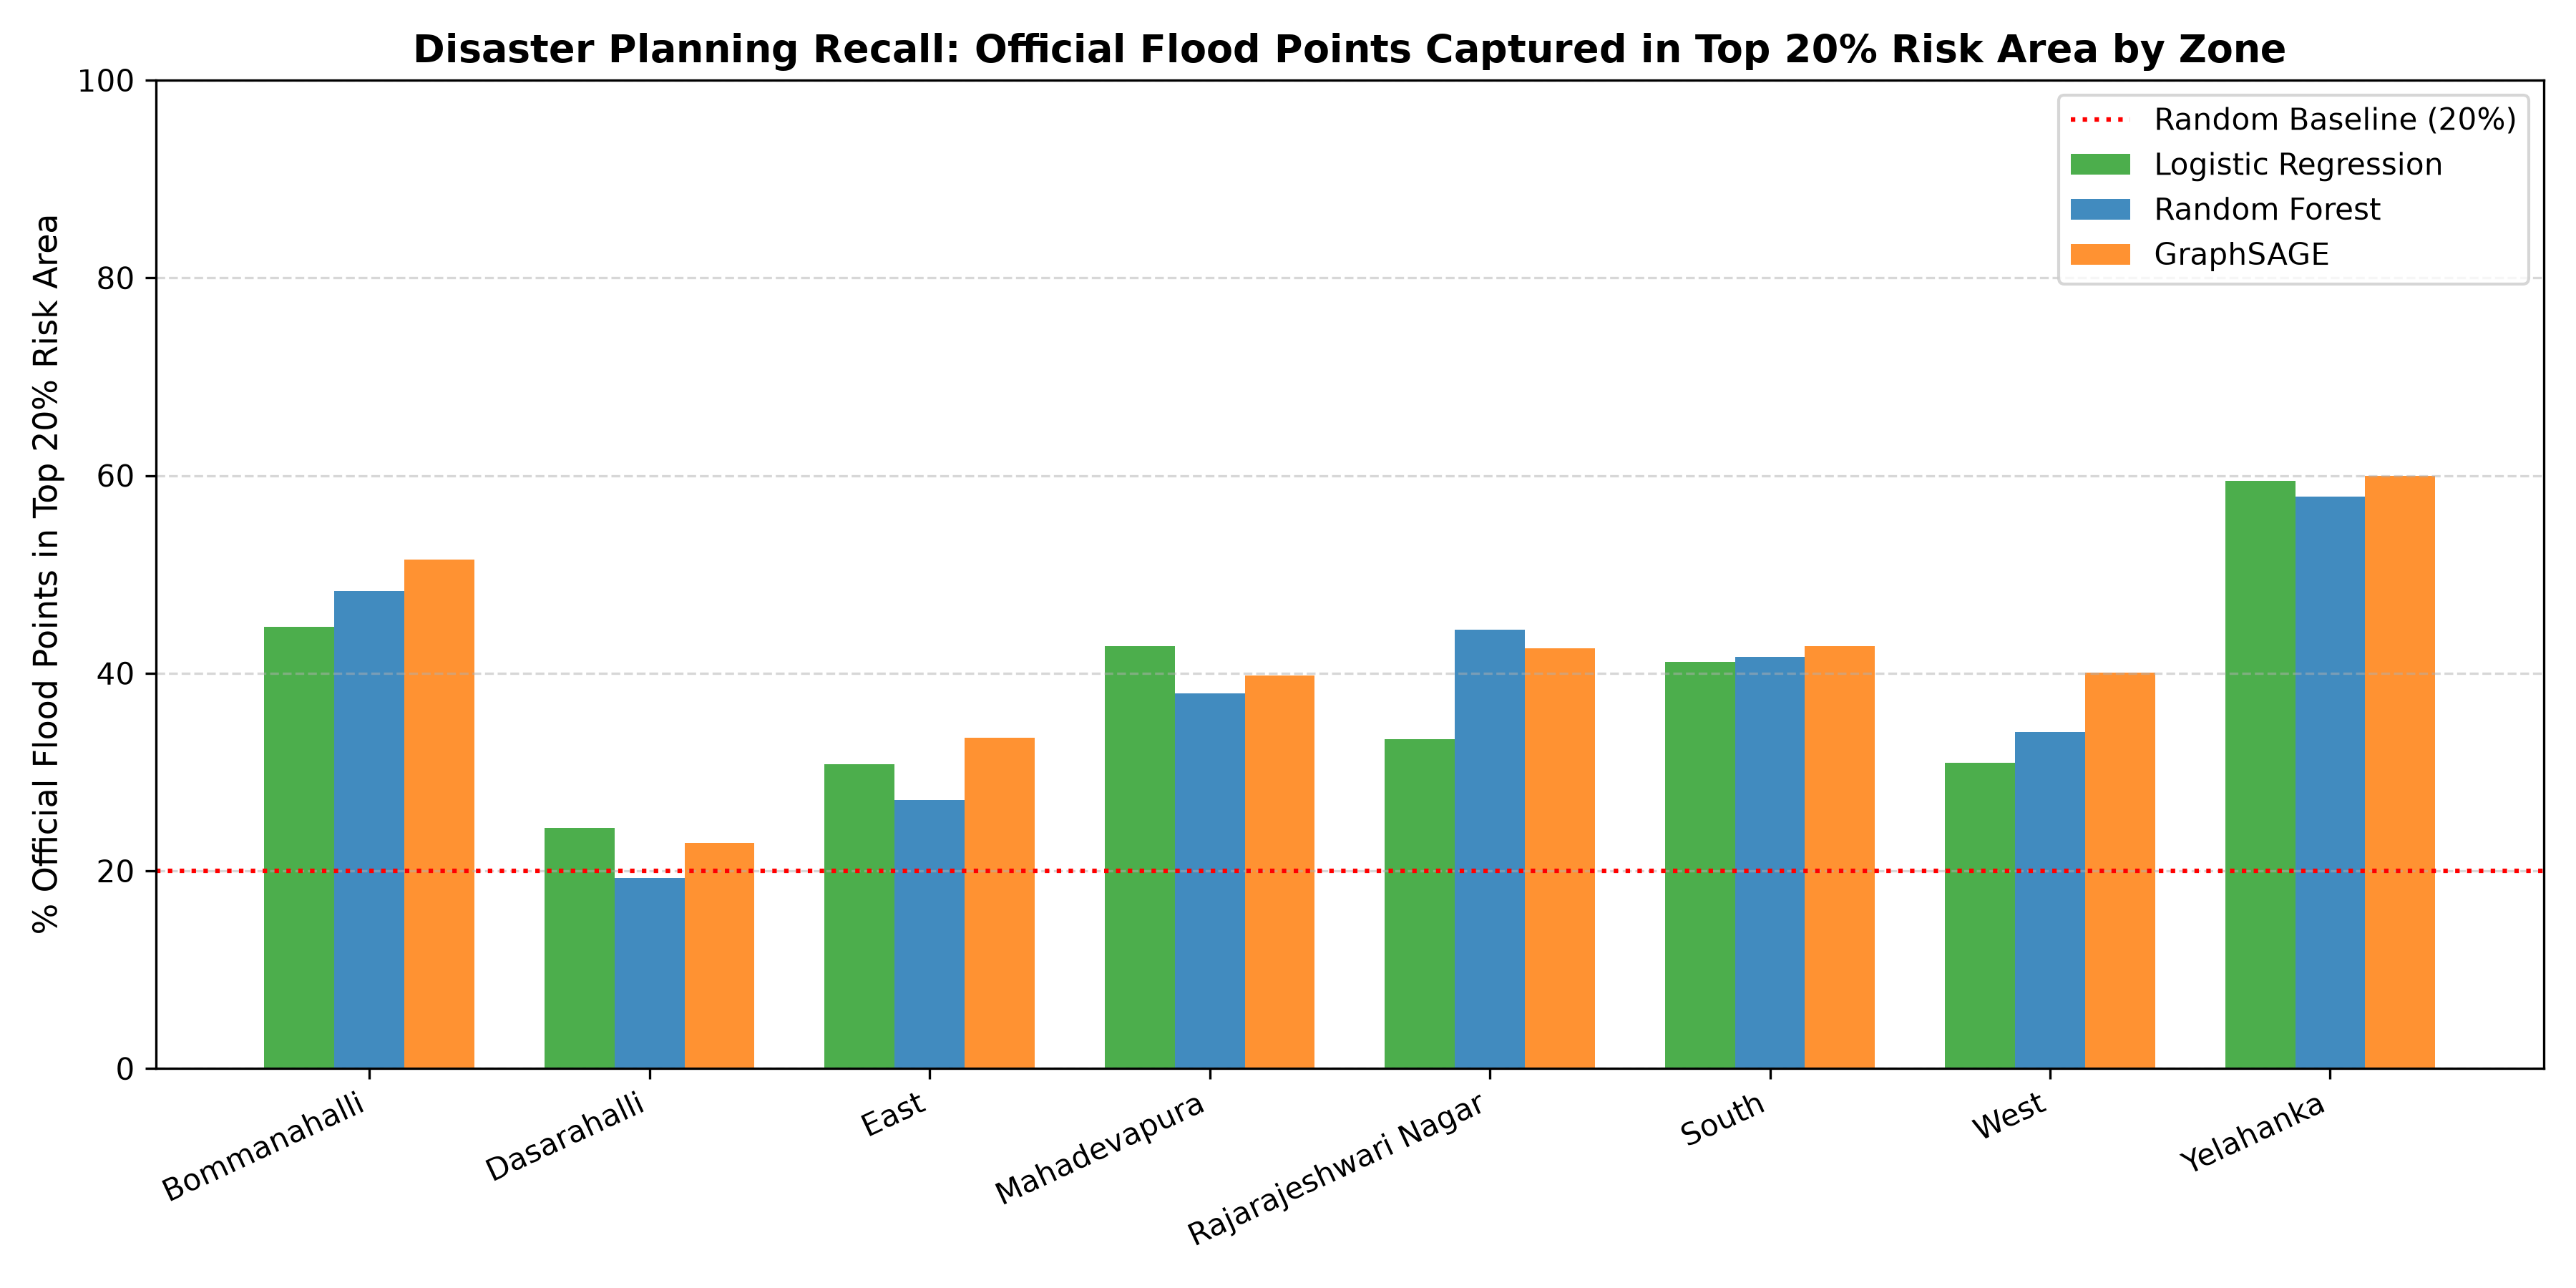 Disaster Planning Recall: Official Flood Points Captured in Top 20% Risk Area by Zone
% Official Flood Points in Top 20% Risk Area
100
80
60
40
20
0
Random Baseline (20%)
Logistic Regression
Random Forest
GraphSAGE
Bommanahalli
Dasarahalli
East
Mahadevapura
Rajarajeshwari Nagar
South
West
Yelahanka